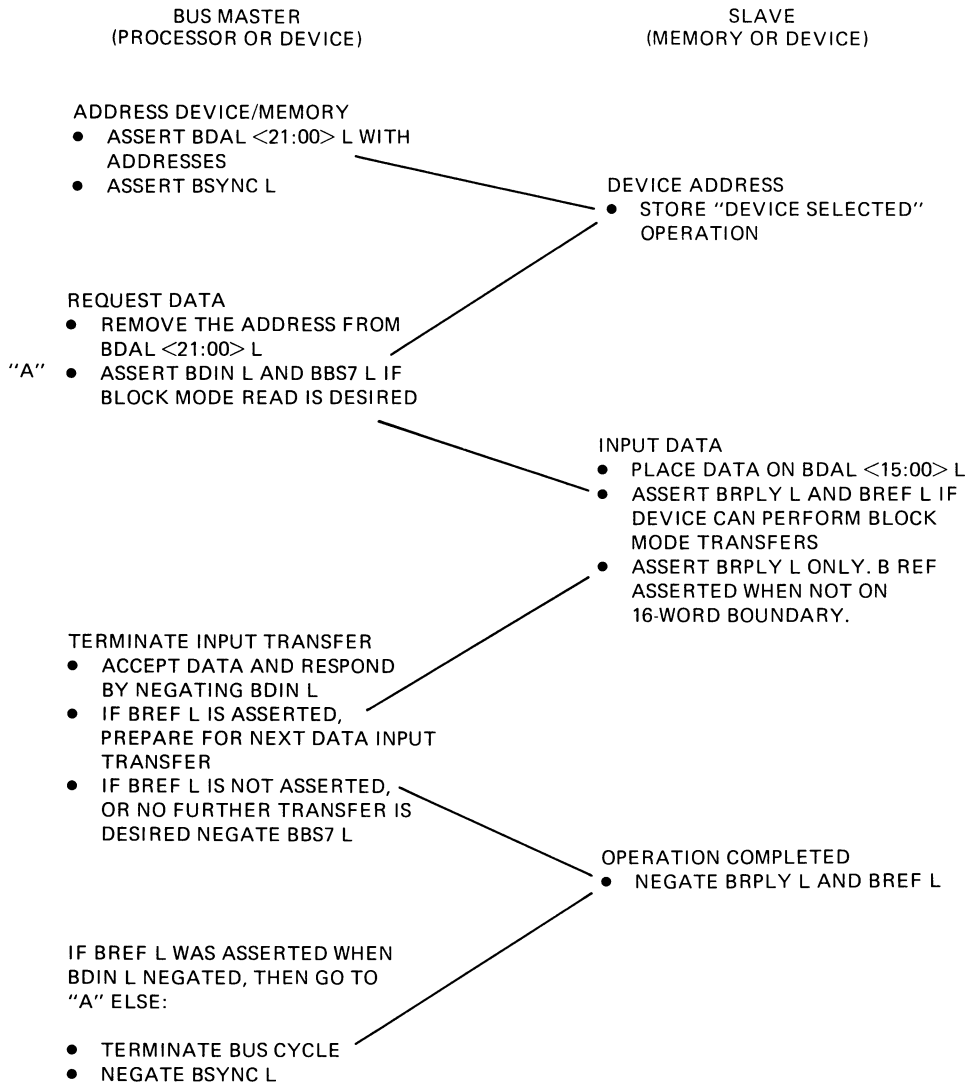 BUS MASTER
(PROCESSOR OR DEVICE)
SLAVE
(MEMORY OR DEVICE)
ADDRESS DEVICE/MEMORY
● ASSERT BDAL <21:00> L WITH
ADDRESSES
● ASSERT BSYNC L
DEVICE ADDRESS
● STORE "DEVICE SELECTED"
OPERATION
REQUEST DATA
● REMOVE THE ADDRESS FROM
BDAL <21:00> L
"A" ● ASSERT BDIN L AND BBS7 L IF
BLOCK MODE READ IS DESIRED
INPUT DATA
● PLACE DATA ON BDAL <15:00> L
● ASSERT BRPLY L AND BREF L IF
DEVICE CAN PERFORM BLOCK
MODE TRANSFERS
● ASSERT BRPLY L ONLY. B REF
ASSERTED WHEN NOT ON
16-WORD BOUNDARY.
TERMINATE INPUT TRANSFER
● ACCEPT DATA AND RESPOND
BY NEGATING BDIN L
● IF BREF L IS ASSERTED,
PREPARE FOR NEXT DATA INPUT
TRANSFER
● IF BREF L IS NOT ASSERTED,
OR NO FURTHER TRANSFER IS
DESIRED NEGATE BBS7 L
OPERATION COMPLETED
● NEGATE BRPLY L AND BREF L
IF BREF L WAS ASSERTED WHEN
BDIN L NEGATED, THEN GO TO
"A" ELSE:
● TERMINATE BUS CYCLE
● NEGATE BSYNC L